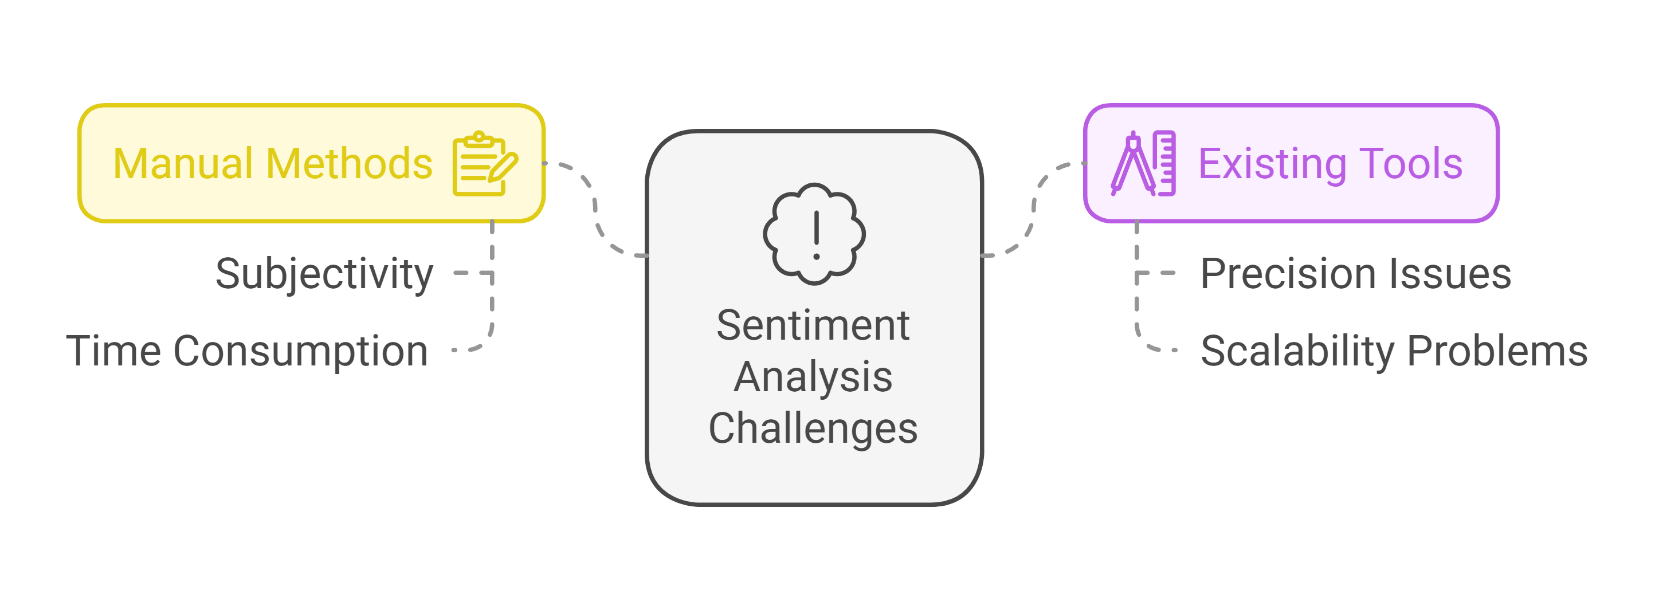 Manual Methods
Subjectivity
Time Consumption
Sentiment
Analysis
Challenges
Existing Tools
Precision Issues
Scalability Problems